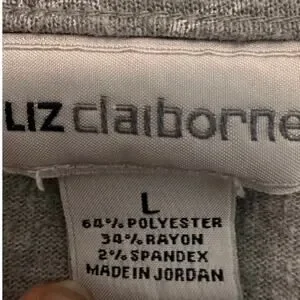 LIZ claiborne
L
64% POLYESTER
34% RAYON
2% SPANDEX
MADE IN JORDAN